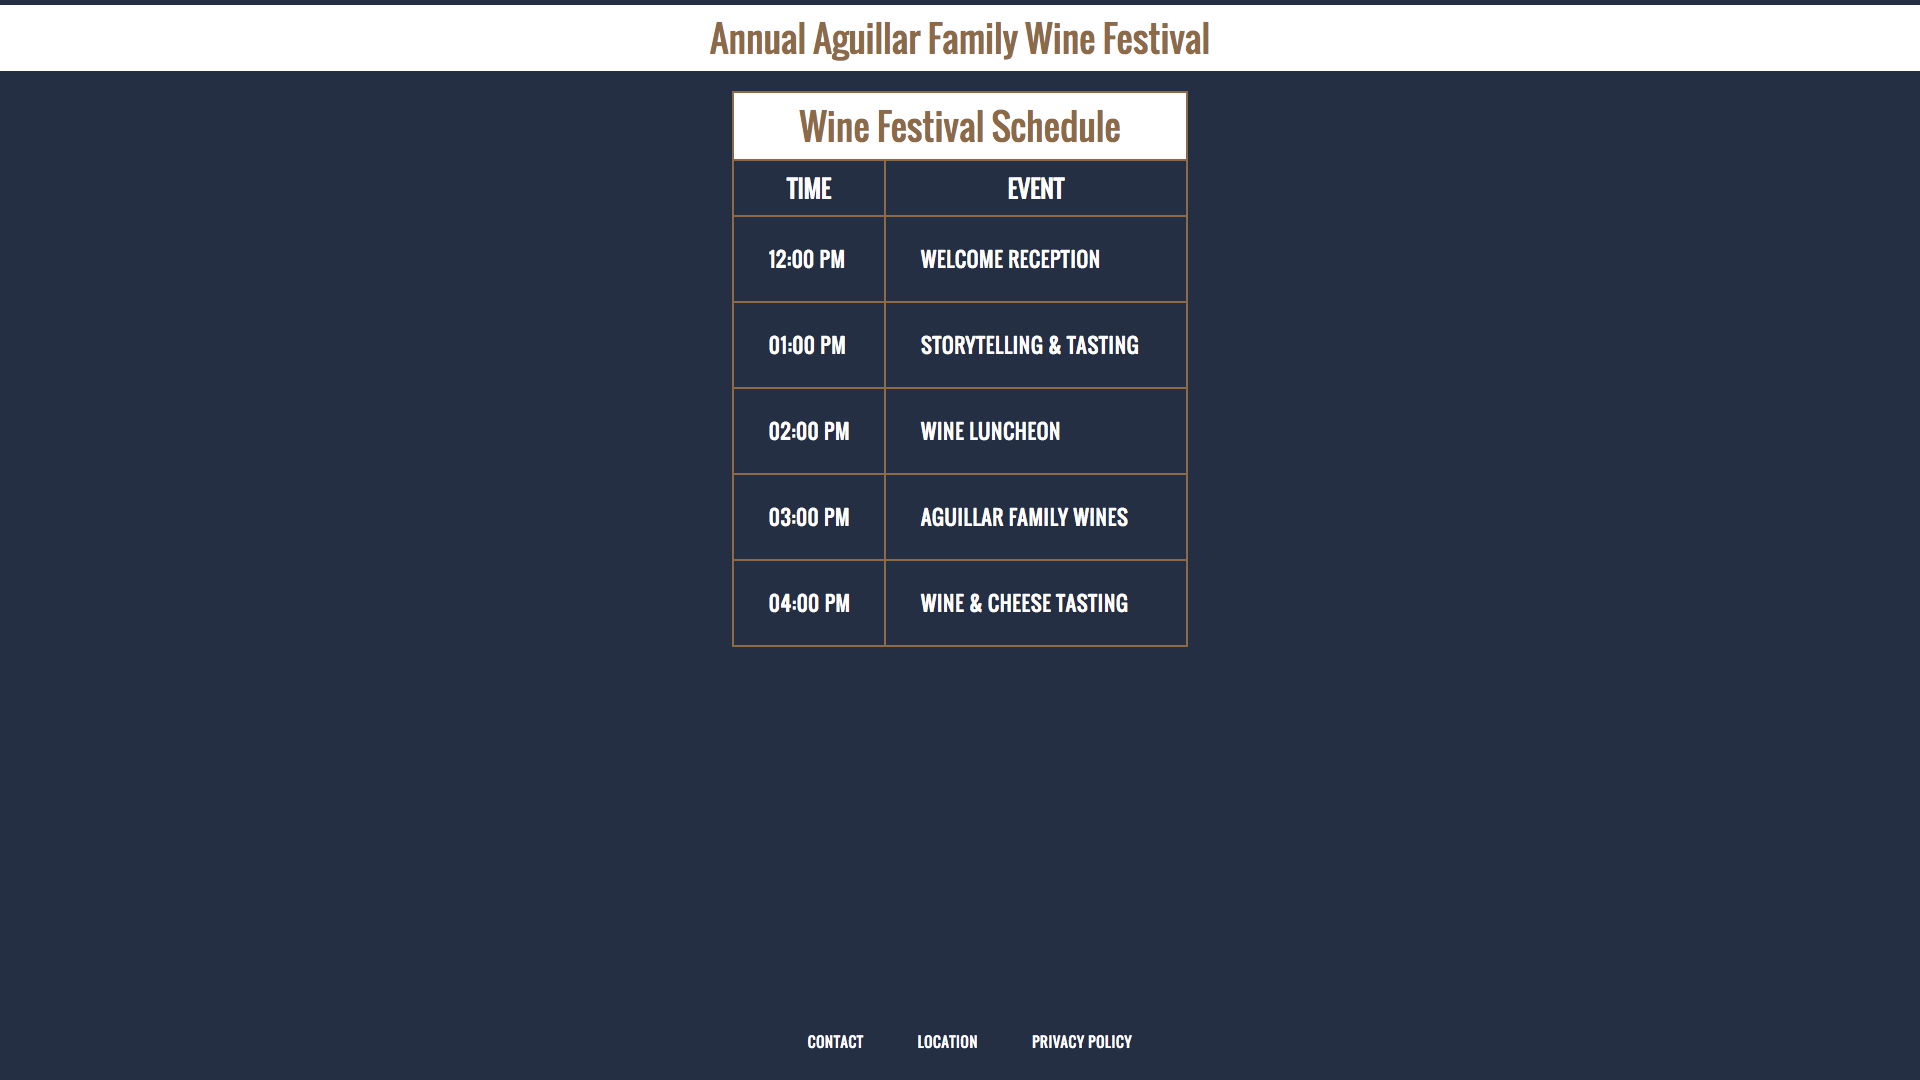 Annual Aguillar Family Wine Festival
Wine Festival Schedule
TIME EVENT
12:00 PM WELCOME RECEPTION
01:00 PM STORYTELLING & TASTING
02:00 PM WINE LUNCHEON
03:00 PM AGUILLAR FAMILY WINES
04:00 PM WINE & CHEESE TASTING
CONTACT LOCATION PRIVACY POLICY